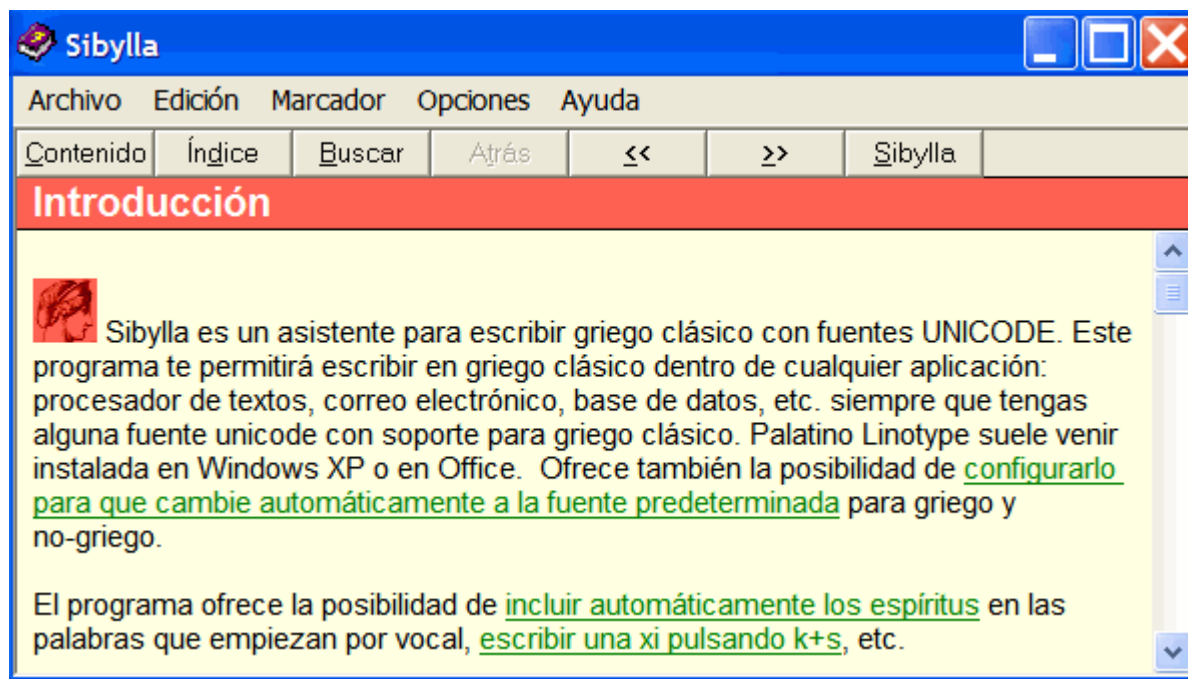 Sibylla
Archivo Edición Marcador Opciones Ayuda
Contenido Índice Buscar Atrás << >> Sibylla
Introducción
Sibylla es un asistente para escribir griego clásico con fuentes UNICODE. Este
programa te permitirá escribir en griego clásico dentro de cualquier aplicación:
procesador de textos, correo electrónico, base de datos, etc. siempre que tengas
alguna fuente unicode con soporte para griego clásico. Palatino Linotype suele venir
instalada en Windows XP o en Office.  Ofrece también la posibilidad de configurarlo
para que cambie automáticamente a la fuente predeterminada para griego y
no-griego.
El programa ofrece la posibilidad de incluir automáticamente los espíritus en las
palabras que empiezan por vocal, escribir una xi pulsando k+s, etc.